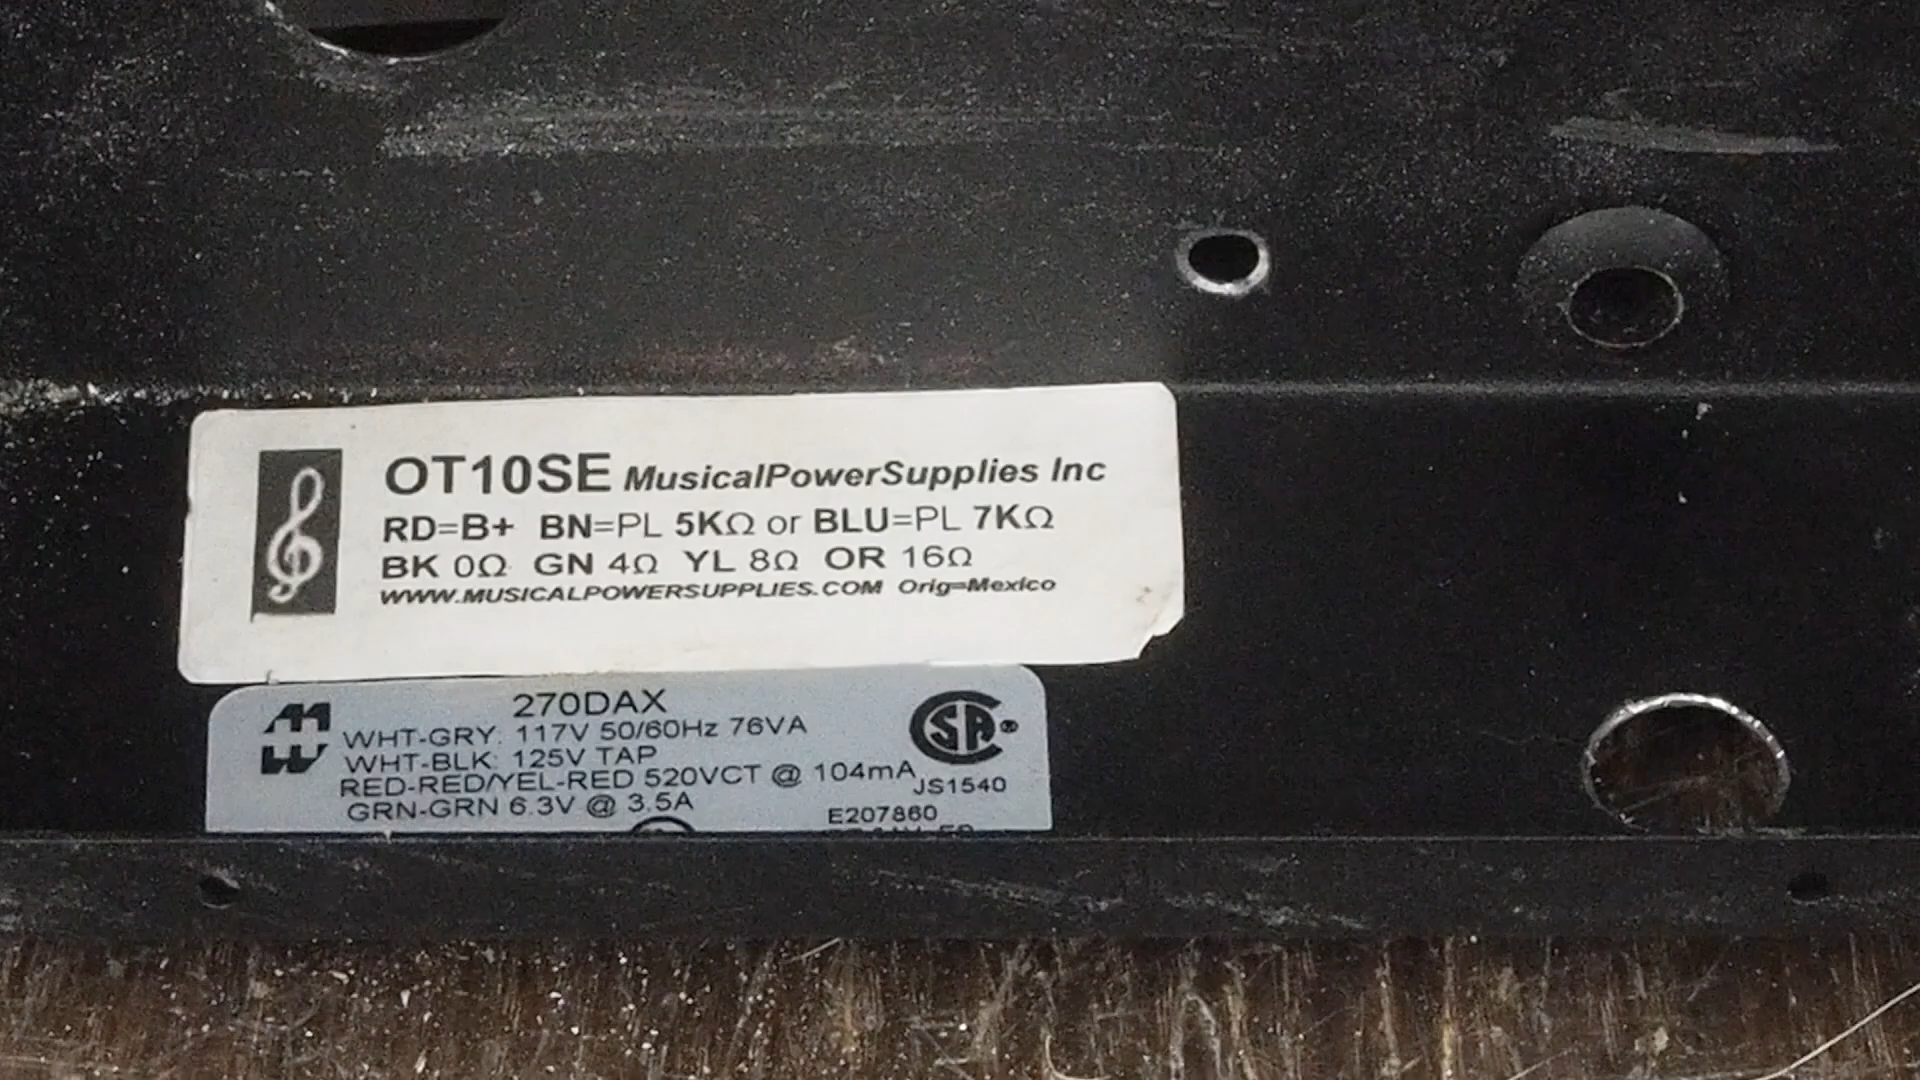 OT10SE MusicalPowerSupplies Inc
RD=B+ BN=PL 5KΩ or BLU=PL 7KΩ
BK 0Ω GN 4Ω YL 8Ω OR 16Ω
WWW.MUSICALPOWERSUPPLIES.COM Orig=Mexico
270DAX
WHT-GRY: 117V 50/60Hz 76VA
WHT-BLK: 125V TAP
RED-RED/YEL-RED 520VCT @ 104mA
GRN-GRN 6.3V @ 3.5A
SA®
JS1540
E207860